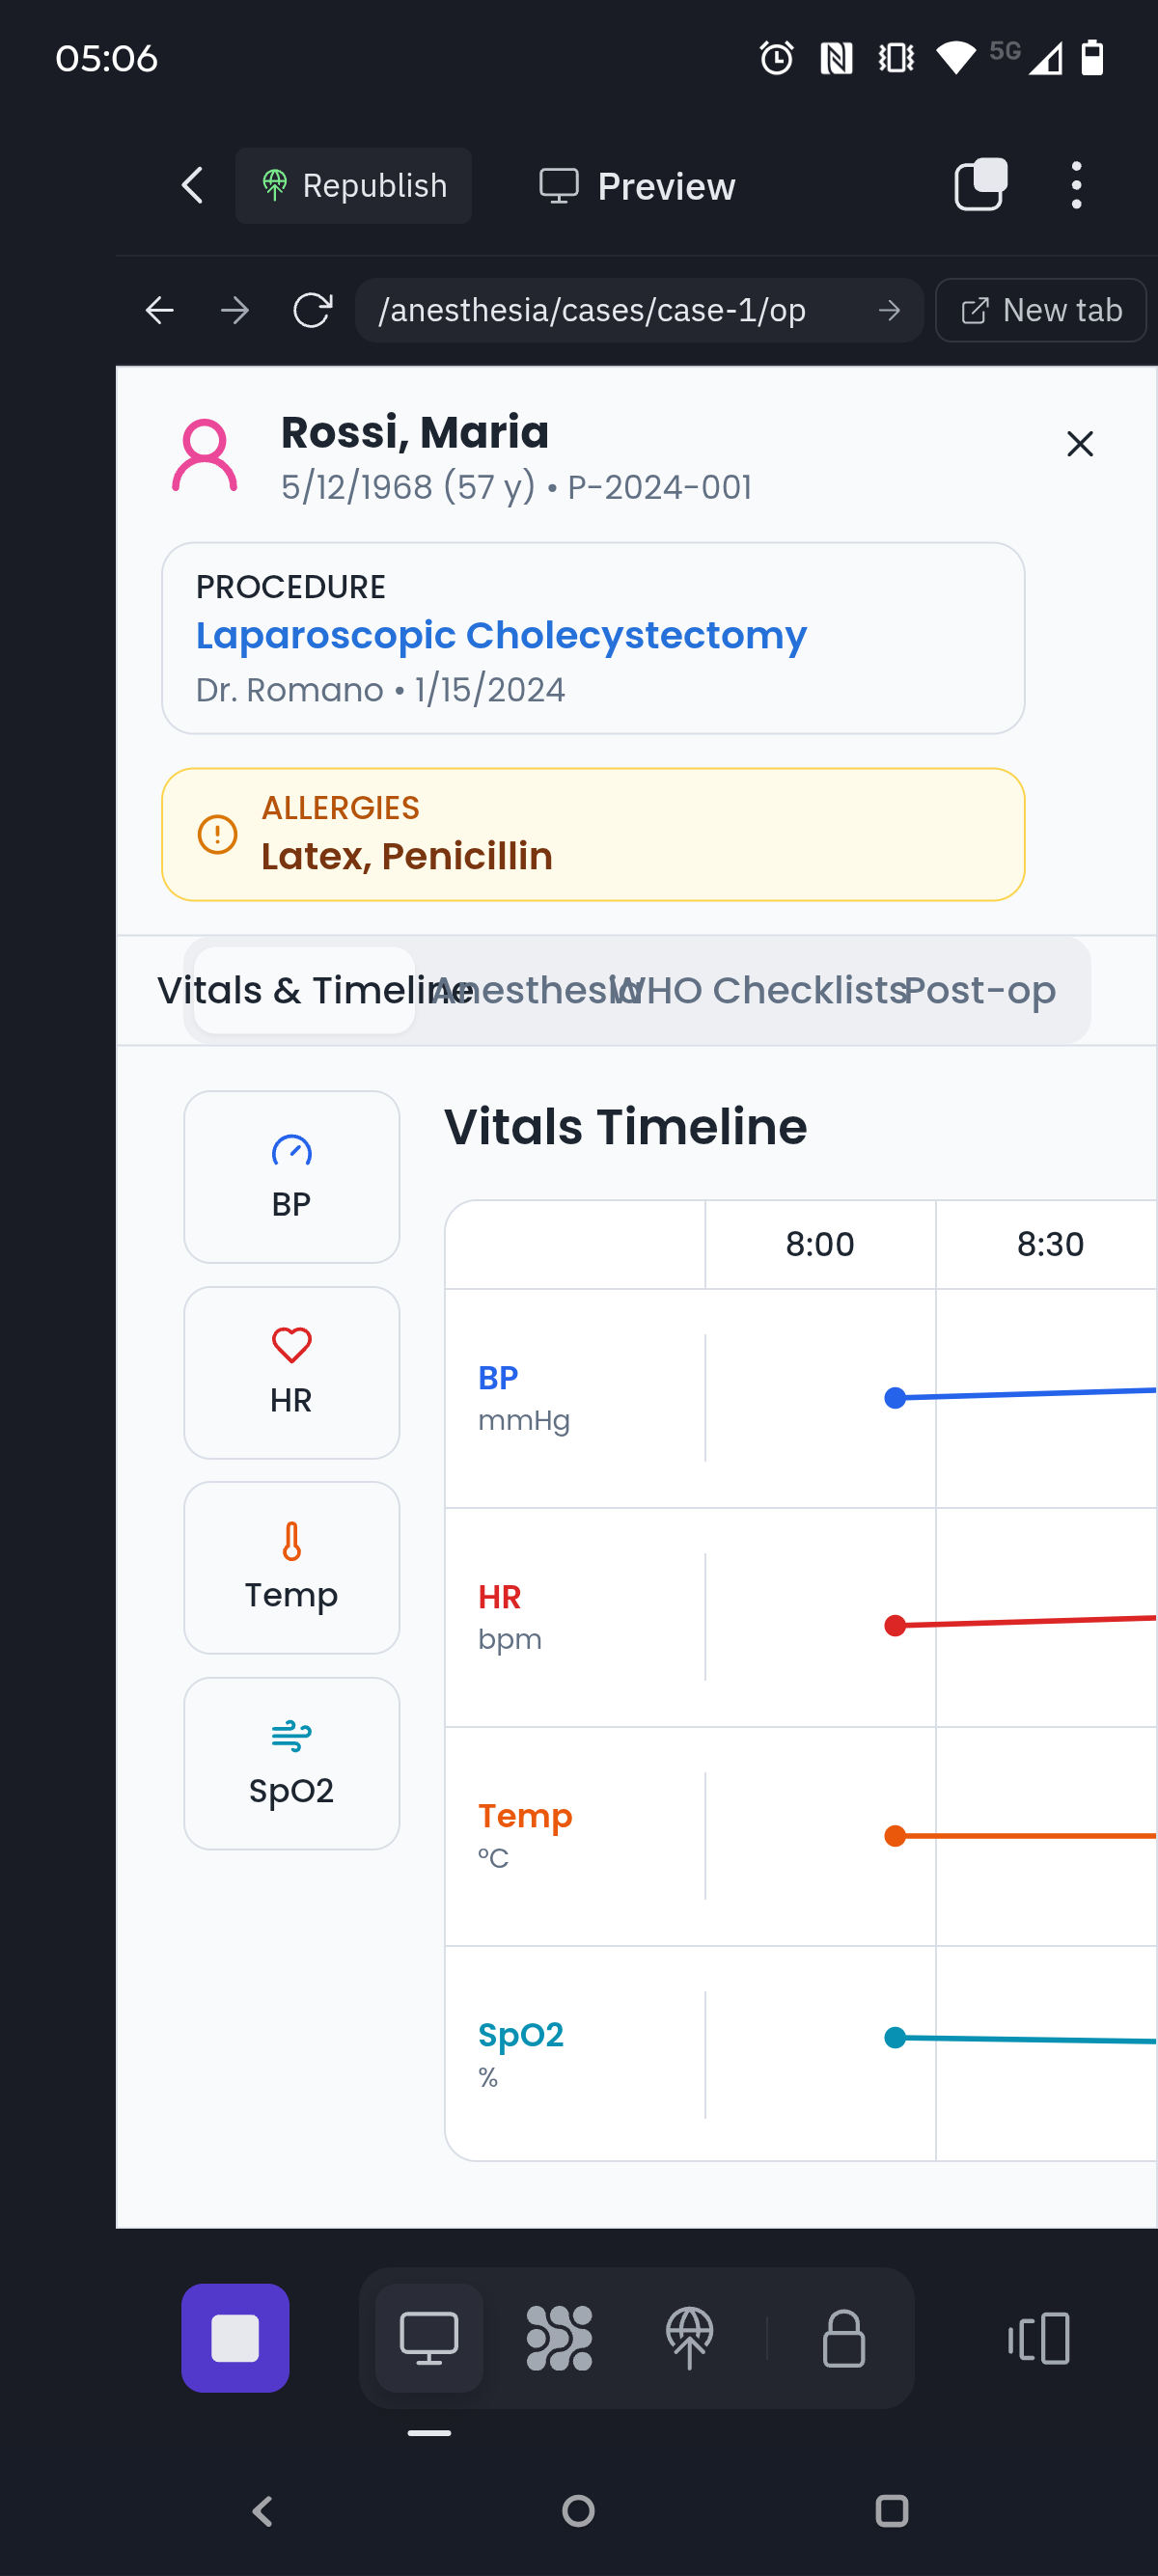 05:06
5G
Republish
Preview
/anesthesia/cases/case-1/op
New tab
Rossi, Maria
5/12/1968 (57 y) • P-2024-001
PROCEDURE
Laparoscopic Cholecystectomy
Dr. Romano • 1/15/2024
ALLERGIES
Latex, Penicillin
Vitals & Timeline Anesthesia WHO Checklists Post-op
BP
HR
Temp
SpO2
Vitals Timeline
8:00 8:30
BP
mmHg
HR
bpm
Temp
°C
SpO2
%